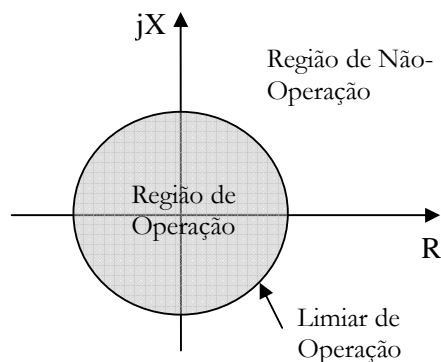 jX
Região de Não-
Operação
Região de
Operação
R
Limiar de
Operação